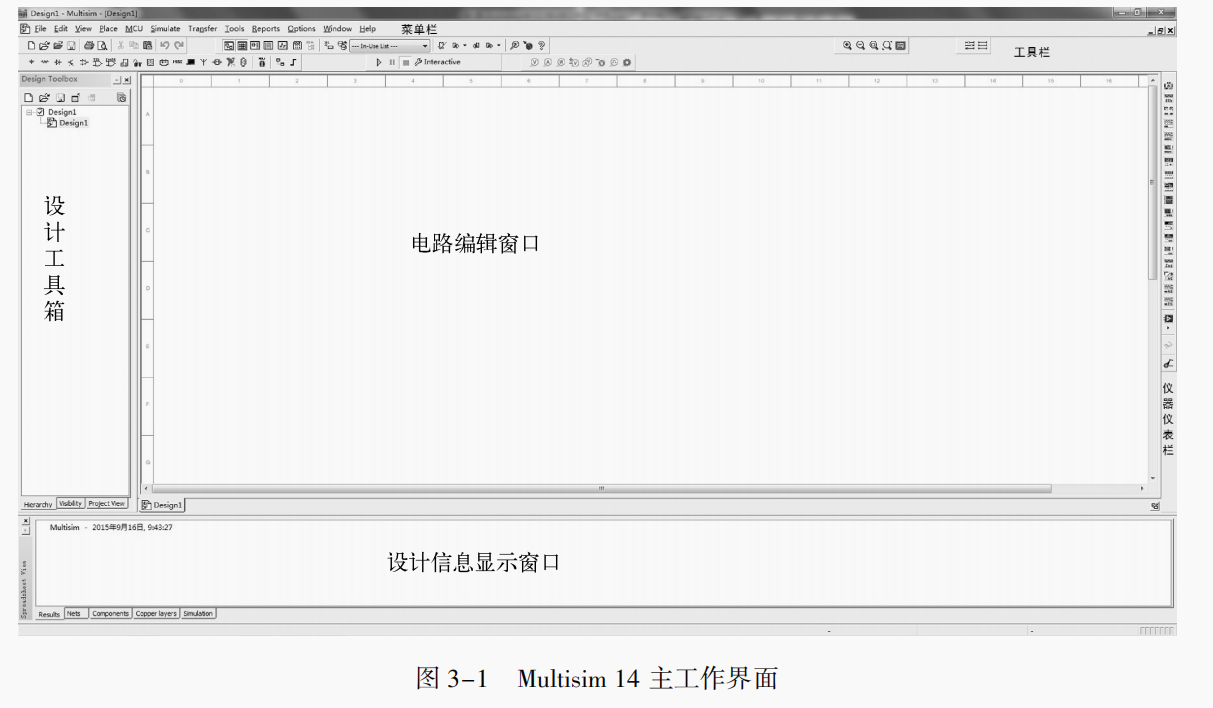 Design1 - Multisim - [Design1]
File Edit View Place MCU Simulate Transfer Tools Reports Options Window Help 菜单栏
--- In-Use List ---
工具栏
Interactive
Design Toolbox
0 1 2 3 4 5 6 7 8 9 10 11 12 13 14 15 16
Design1
Design1
A
B
C
D
E
F
G
设计工具箱
电路编辑窗口
仪器仪表栏
Hierarchy Visibility Project View
Design1
Multisim - 2015年9月16日, 9:43:27
设计信息显示窗口
Spreadsheet View
Results Nets Components Copper layers Simulation
图 3-1 Multisim 14 主工作界面